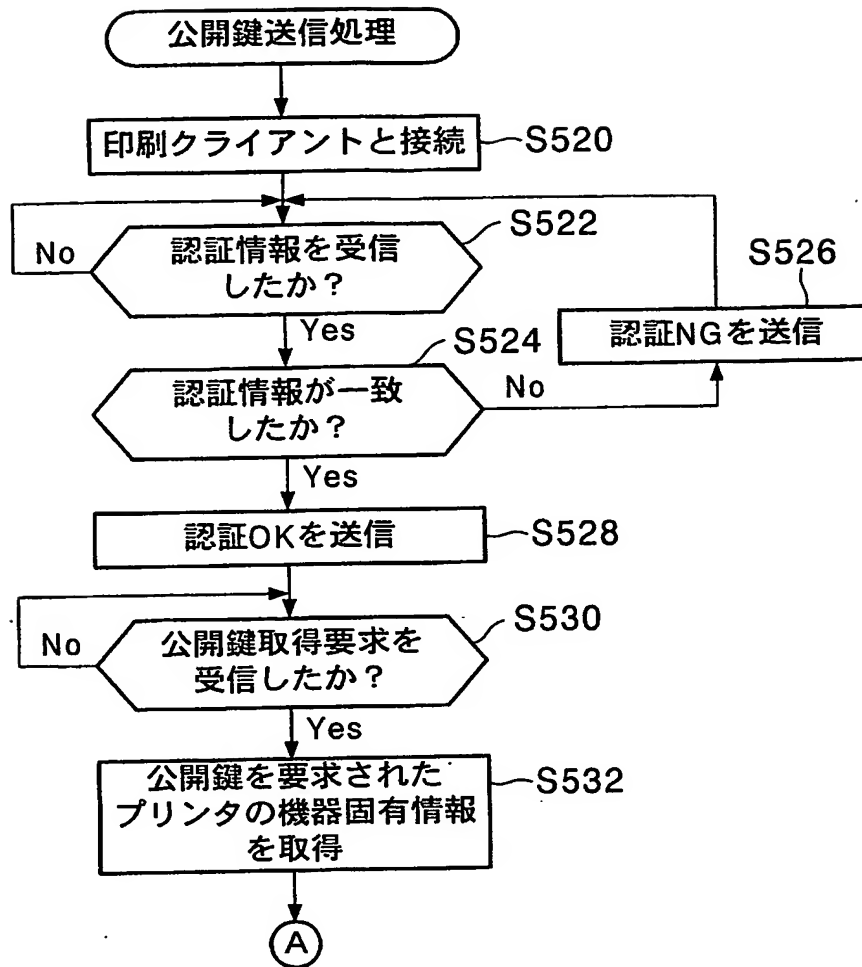 公開鍵送信処理
印刷クライアントと接続
S520
No
認証情報を受信
したか？
S522
Yes
S526
認証NGを送信
認証情報が一致
したか？
S524
No
Yes
認証OKを送信
S528
No
公開鍵取得要求を
受信したか？
S530
Yes
公開鍵を要求された
プリンタの機器固有情報
を取得
S532
A